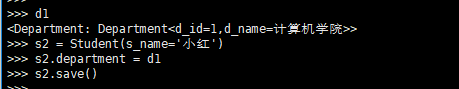 >>> d1
<Department: Department<d_id=1,d_name=计算机学院>>
>>> s2 = Student(s_name='小红')
>>> s2.department = d1
>>> s2.save()
>>>